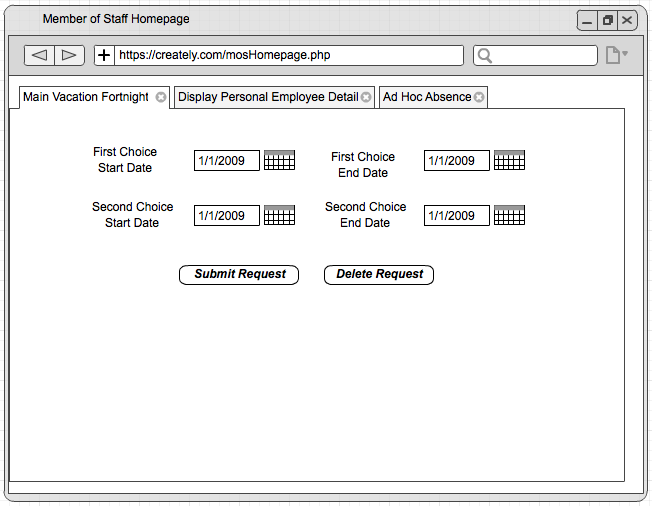 Member of Staff Homepage
https://creately.com/mosHomepage.php
Main Vacation Fortnight
Display Personal Employee Detail
Ad Hoc Absence
First Choice
Start Date
1/1/2009
First Choice
End Date
1/1/2009
Second Choice
Start Date
1/1/2009
Second Choice
End Date
1/1/2009
Submit Request
Delete Request